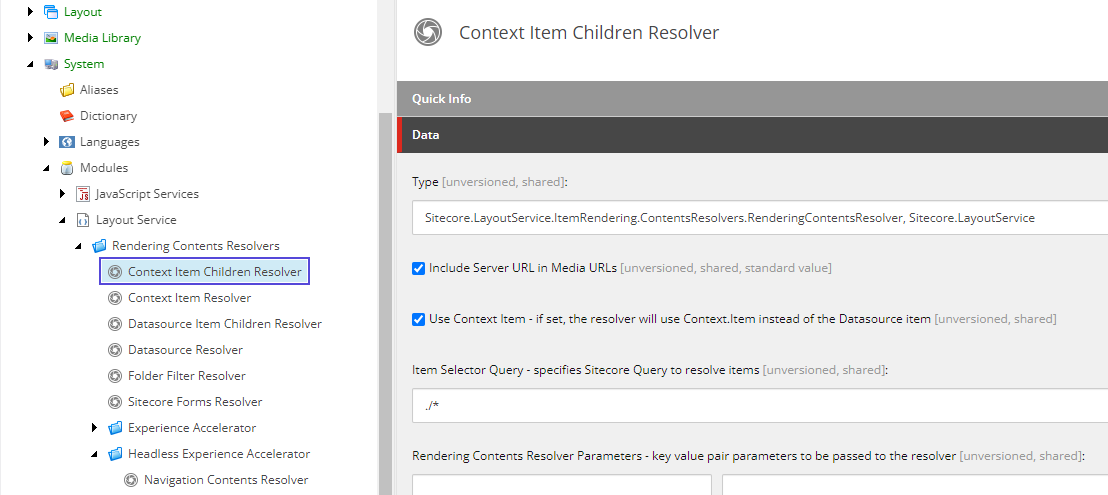 Layout
Media Library
System
Aliases
Dictionary
Languages
Modules
JavaScript Services
Layout Service
Rendering Contents Resolvers
Context Item Children Resolver
Context Item Resolver
Datasource Item Children Resolver
Datasource Resolver
Folder Filter Resolver
Sitecore Forms Resolver
Experience Accelerator
Headless Experience Accelerator
Navigation Contents Resolver
Context Item Children Resolver
Quick Info
Data
Type [unversioned, shared]:
Sitecore.LayoutService.ItemRendering.ContentsResolvers.RenderingContentsResolver, Sitecore.LayoutService
Include Server URL in Media URLs [unversioned, shared, standard value]
Use Context Item - if set, the resolver will use Context.Item instead of the Datasource item [unversioned, shared]
Item Selector Query - specifies Sitecore Query to resolve items [unversioned, shared]:
./*
Rendering Contents Resolver Parameters - key value pair parameters to be passed to the resolver [unversioned, shared]: